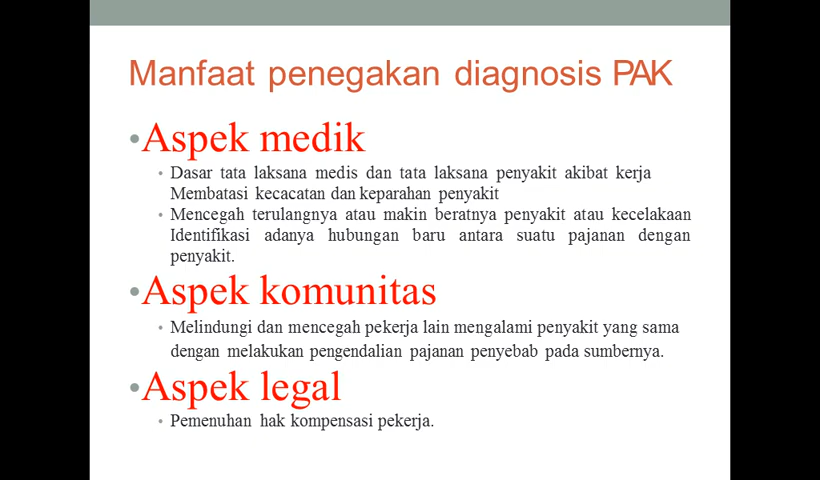 Manfaat penegakan diagnosis PAK
•Aspek medik
• Dasar tata laksana medis dan tata laksana penyakit akibat kerja
Membatasi kecacatan dan keparahan penyakit
• Mencegah terulangnya atau makin beratnya penyakit atau kecelakaan
Identifikasi adanya hubungan baru antara suatu pajanan dengan
penyakit.
•Aspek komunitas
• Melindungi dan mencegah pekerja lain mengalami penyakit yang sama
dengan melakukan pengendalian pajanan penyebab pada sumbernya.
•Aspek legal
• Pemenuhan hak kompensasi pekerja.